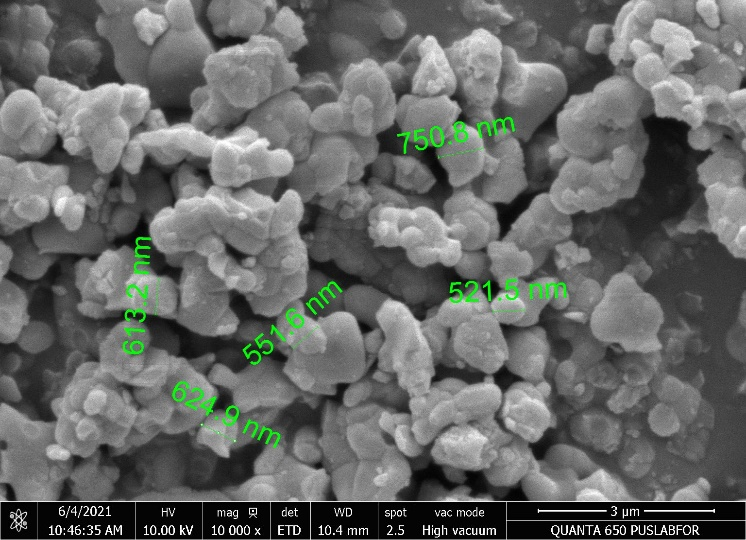 750.8 nm
613.2 nm
521.5 nm
551.6 nm
624.9 nm
6/4/2021
10:46:35 AM
HV
10.00 kV
mag
10 000 x
det
ETD
WD
10.4 mm
spot
2.5
vac mode
High vacuum
3 µm
QUANTA 650 PUSLABFOR